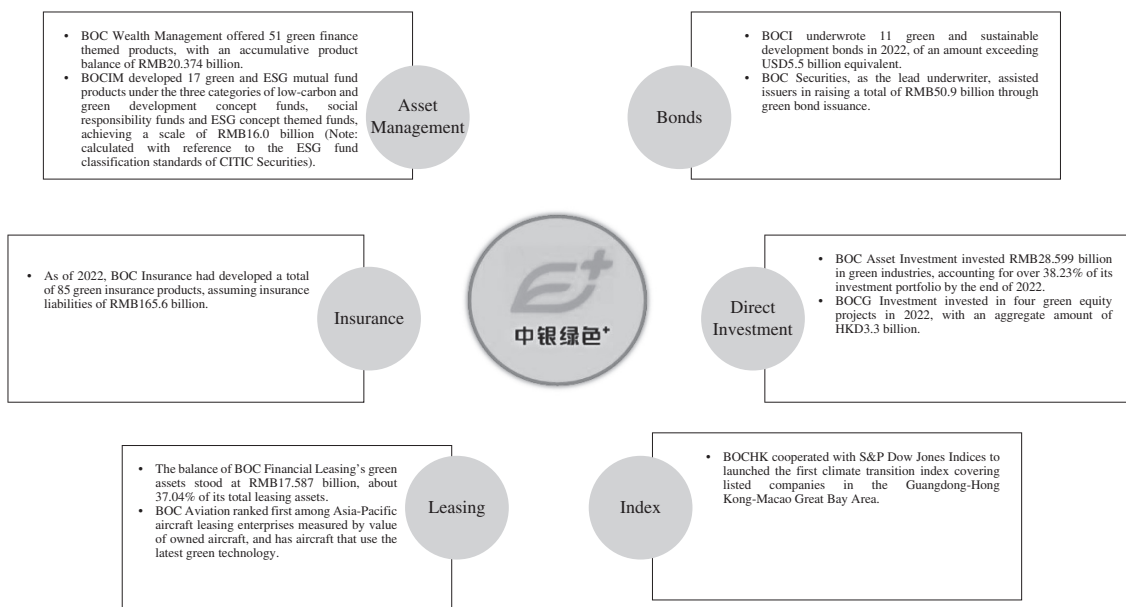 • BOC Wealth Management offered 51 green finance
themed products, with an accumulative product
balance of RMB20.374 billion.
• BOCIM developed 17 green and ESG mutual fund
products under the three categories of low-carbon and
green development concept funds, social
responsibility funds and ESG concept themed funds,
achieving a scale of RMB16.0 billion (Note:
calculated with reference to the ESG fund
classification standards of CITIC Securities).
Asset
Management
• BOCI underwrote 11 green and sustainable
development bonds in 2022, of an amount exceeding
USD5.5 billion equivalent.
• BOC Securities, as the lead underwriter, assisted
issuers in raising a total of RMB50.9 billion through
green bond issuance.
Bonds
• As of 2022, BOC Insurance had developed a total
of 85 green insurance products, assuming insurance
liabilities of RMB165.6 billion.
Insurance
中银绿色+
• BOC Asset Investment invested RMB28.599 billion
in green industries, accounting for over 38.23% of its
investment portfolio by the end of 2022.
• BOCG Investment invested in four green equity
projects in 2022, with an aggregate amount of
HKD3.3 billion.
Direct
Investment
• The balance of BOC Financial Leasing’s green
assets stood at RMB17.587 billion, about
37.04% of its total leasing assets.
• BOC Aviation ranked first among Asia-Pacific
aircraft leasing enterprises measured by value
of owned aircraft, and has aircraft that use the
latest green technology.
Leasing
• BOCHK cooperated with S&P Dow Jones Indices to
launched the first climate transition index covering
listed companies in the Guangdong-Hong
Kong-Macao Great Bay Area.
Index